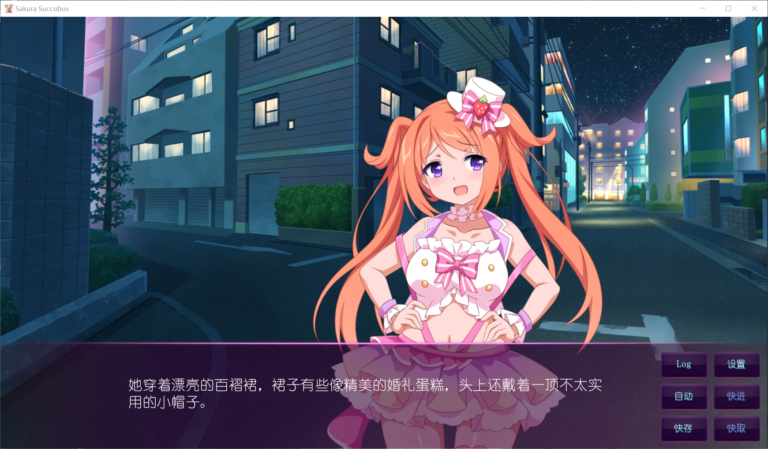 Sakura Succubus
她穿着漂亮的百褶裙，裙子有些像精美的婚礼蛋糕，头上还戴着一顶不太实
用的小帽子。
Log 设置
自动 快进
快存 快取